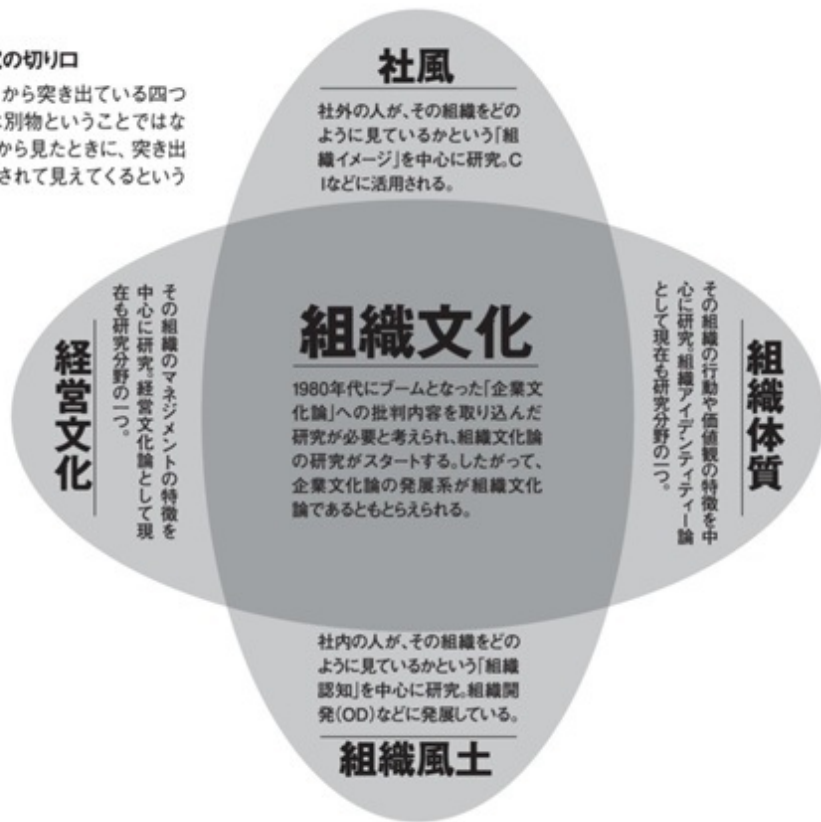 の切り口
から突き出ている四つ
別物ということではな
から見たときに、突き出
されて見えてくるという
社風
社外の人が、その組織をどの
ように見ているかという「組
織イメージ」を中心に研究。C
Iなどに活用される。
組織文化
1980年代にブームとなった「企業文
化論」への批判内容を取り込んだ
研究が必要と考えられ、組織文化論
の研究がスタートする。したがって、
企業文化論の発展系が組織文化
論であるともとらえられる。
経営文化
その組織のマネジメントの特徴を
中心に研究。経営文化論として現
在も研究分野の一つ。
組織体質
その組織の行動や価値観の特徴を中
心に研究。組織アイデンティティー論
として現在も研究分野の一つ。
社内の人が、その組織をどの
ように見ているかという「組織
認知」を中心に研究。組織開
発(OD)などに発展している。
組織風土